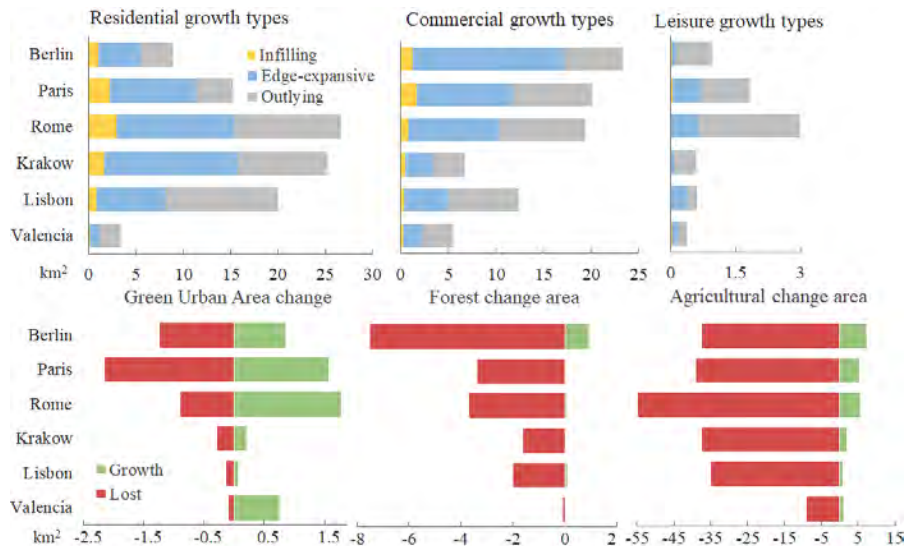 Residential growth types
Commercial growth types
Leisure growth types
Berlin
Paris
Rome
Krakow
Lisbon
Valencia
Infilling
Edge-expansive
Outlying
km²
0 5 10 15 20 25 30
0 5 10 15 20 25
0 1.5 3
Green Urban Area change
Forest change area
Agricultural change area
Berlin
Paris
Rome
Krakow
Lisbon
Valencia
Growth
Lost
km²
-2.5 -1.5 -0.5 0.5 1.5
-8 -6 -4 -2 0 2
-55 -45 -35 -25 -15 -5 5